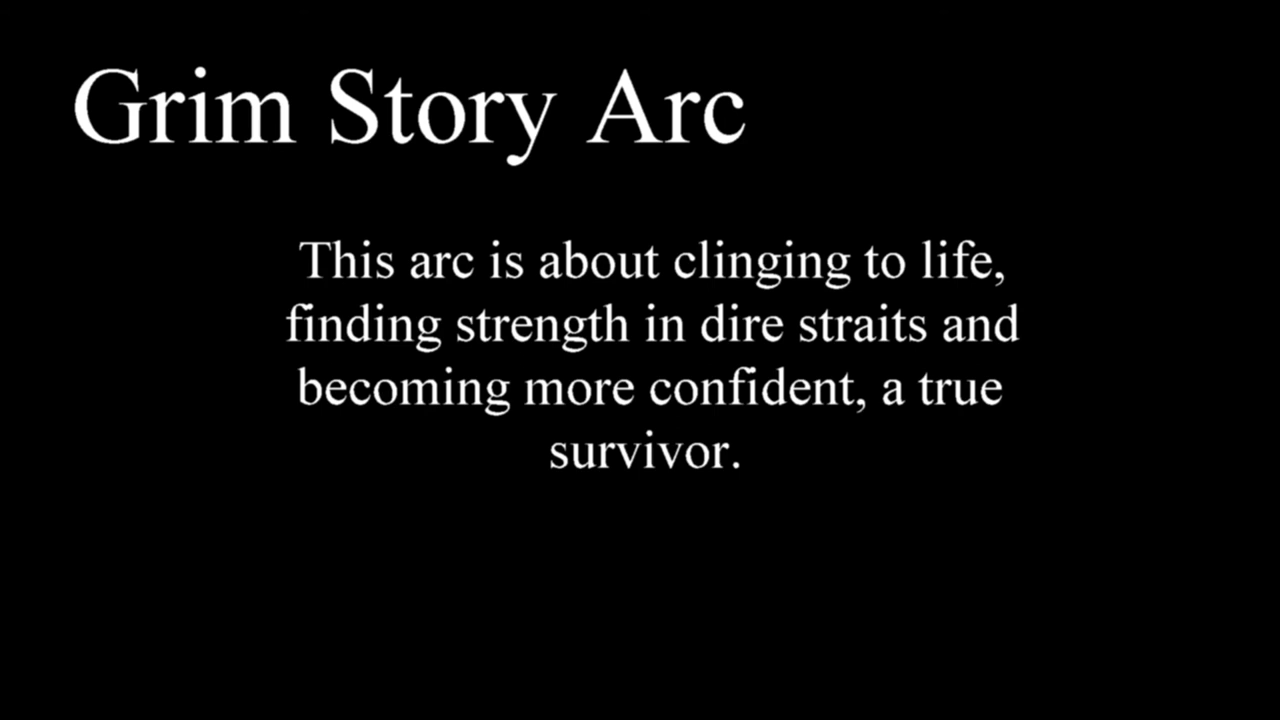 Grim Story Arc
This arc is about clinging to life,
finding strength in dire straits and
becoming more confident, a true
survivor.